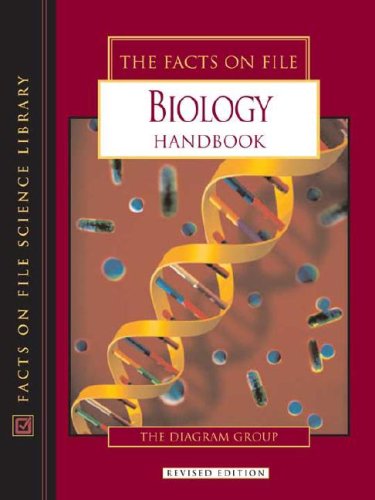 FACTS ON FILE SCIENCE LIBRARY
THE FACTS ON FILE
BIOLOGY
HANDBOOK
THE DIAGRAM GROUP
REVISED EDITION